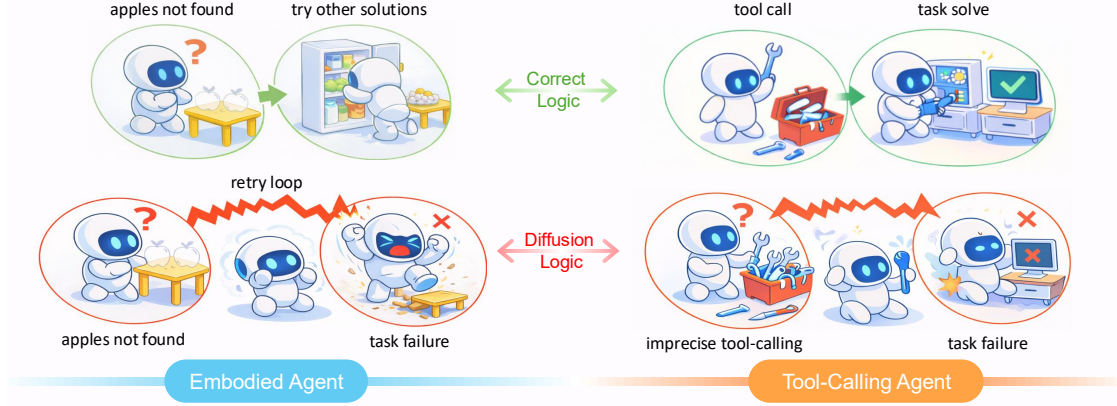 apples not found
try other solutions
tool call
task solve
Correct
Logic
retry loop
?
?
?
Diffusion
Logic
apples not found
task failure
imprecise tool-calling
task failure
Embodied Agent
Tool-Calling Agent